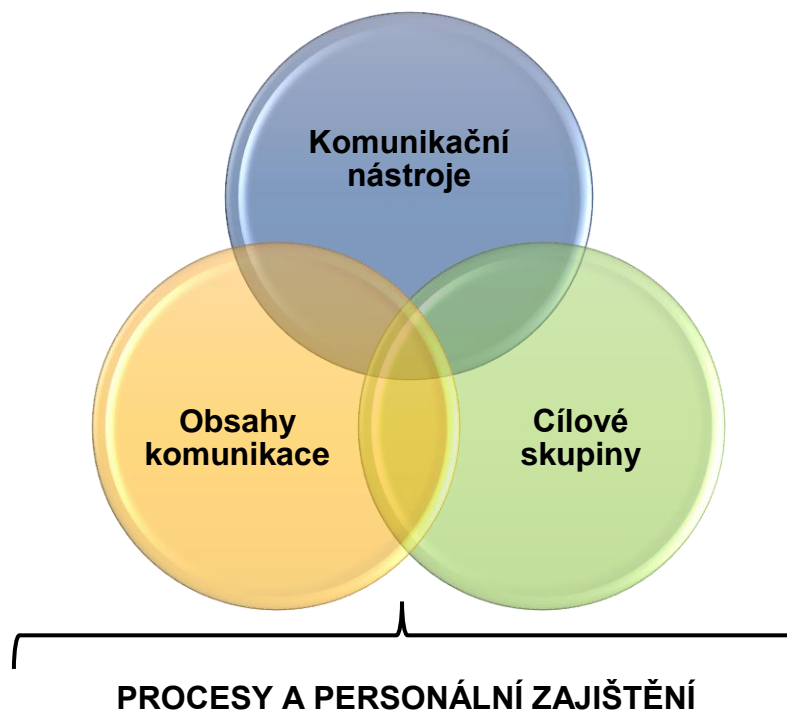 Komunikační
nástroje
Obsahy
komunikace
Cílové
skupiny
PROCESY A PERSONÁLNÍ ZAJIŠTĚNÍ